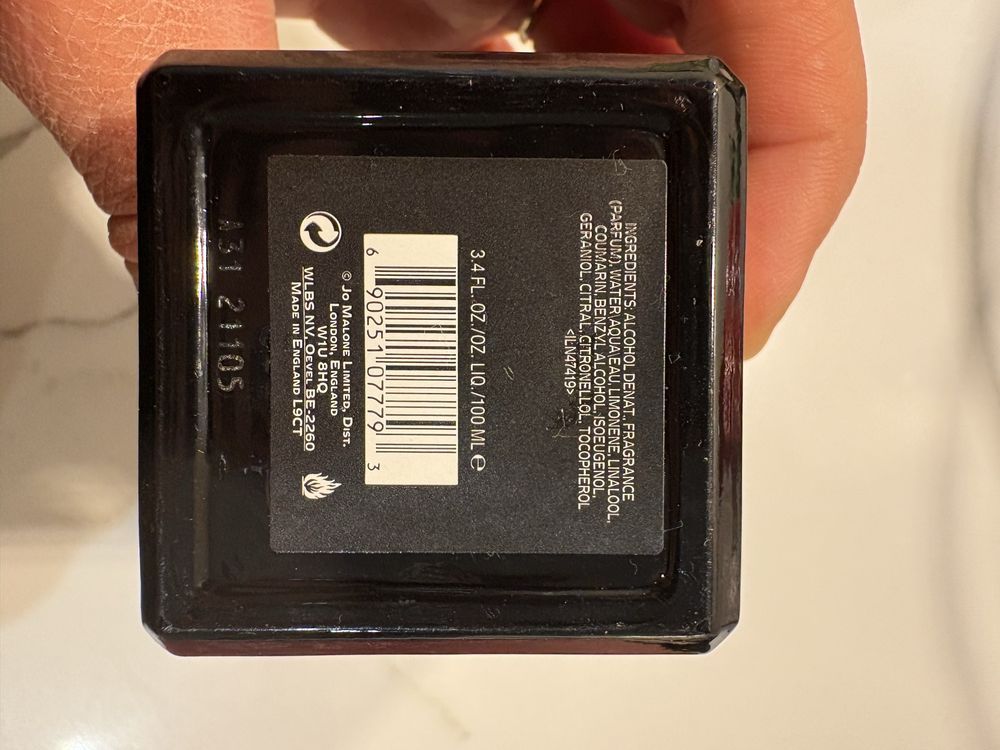 INGREDIENTS: ALCOHOL DENAT., FRAGRANCE
(PARFUM), WATER\AQUA\EAU, LIMONENE, LINALOOL,
COUMARIN, BENZYL ALCOHOL, ISOEUGENOL,
GERANIOL, CITRAL, CITRONELLOL, TOCOPHEROL
<ILN47419>
3.4 FL. OZ./OZ. LIQ./100 ML ℮
6 90251 07779 3
© JO MALONE LIMITED, DIST.
LONDON, ENGLAND
W1U 8HQ
WLBS NV, OEVEL BE-2260
MADE IN ENGLAND L9CT